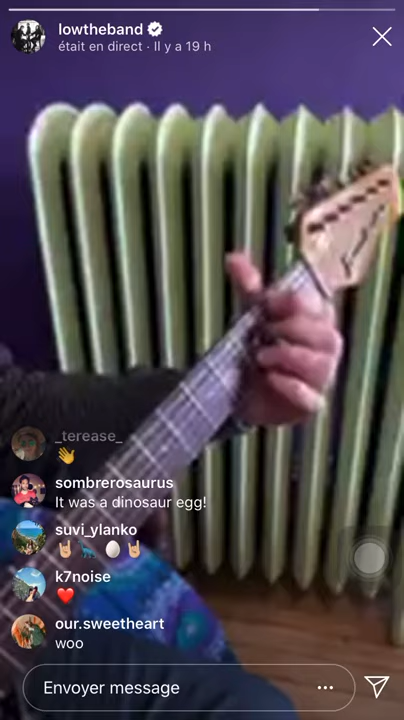 lowtheband
était en direct · Il y a 19 h
_terease_
👋
sombrerosaurus
It was a dinosaur egg!
suvi_ylanko
🤘🏼🦕🥚🤘🏼
k7noise
❤️
our.sweetheart
woo
Envoyer message